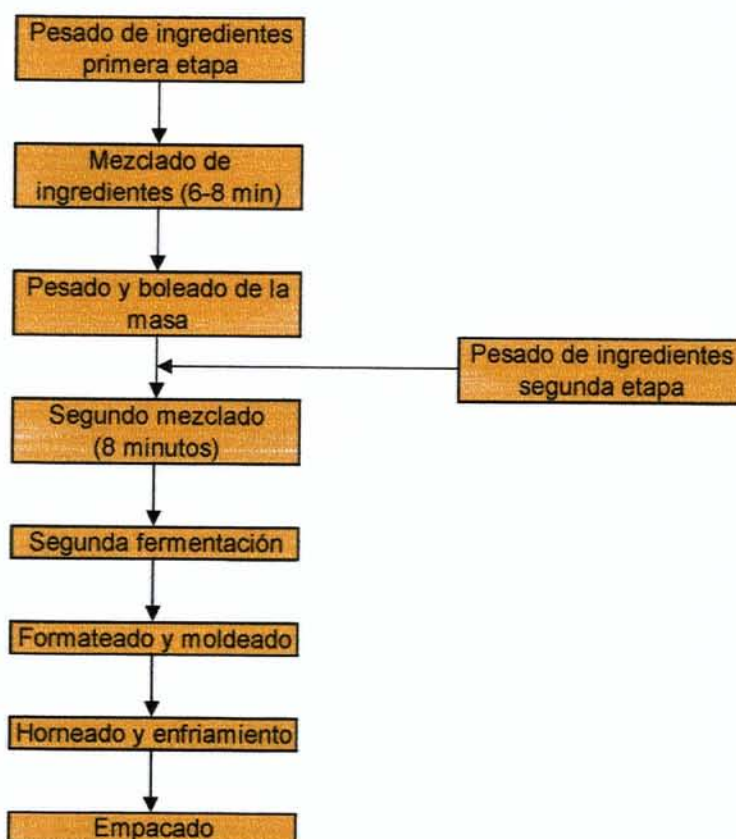 Pesado de ingredientes
primera etapa
Mezclado de
ingredientes (6-8 min)
Pesado y boleado de la
masa
Pesado de ingredientes
segunda etapa
Segundo mezclado
(8 minutos)
Segunda fermentación
Formateado y moldeado
Horneado y enfriamiento
Empacado